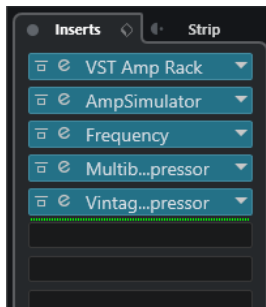 Inserts Strip
e VST Amp Rack
e AmpSimulator
e Frequency
e Multib...pressor
e Vintag...pressor